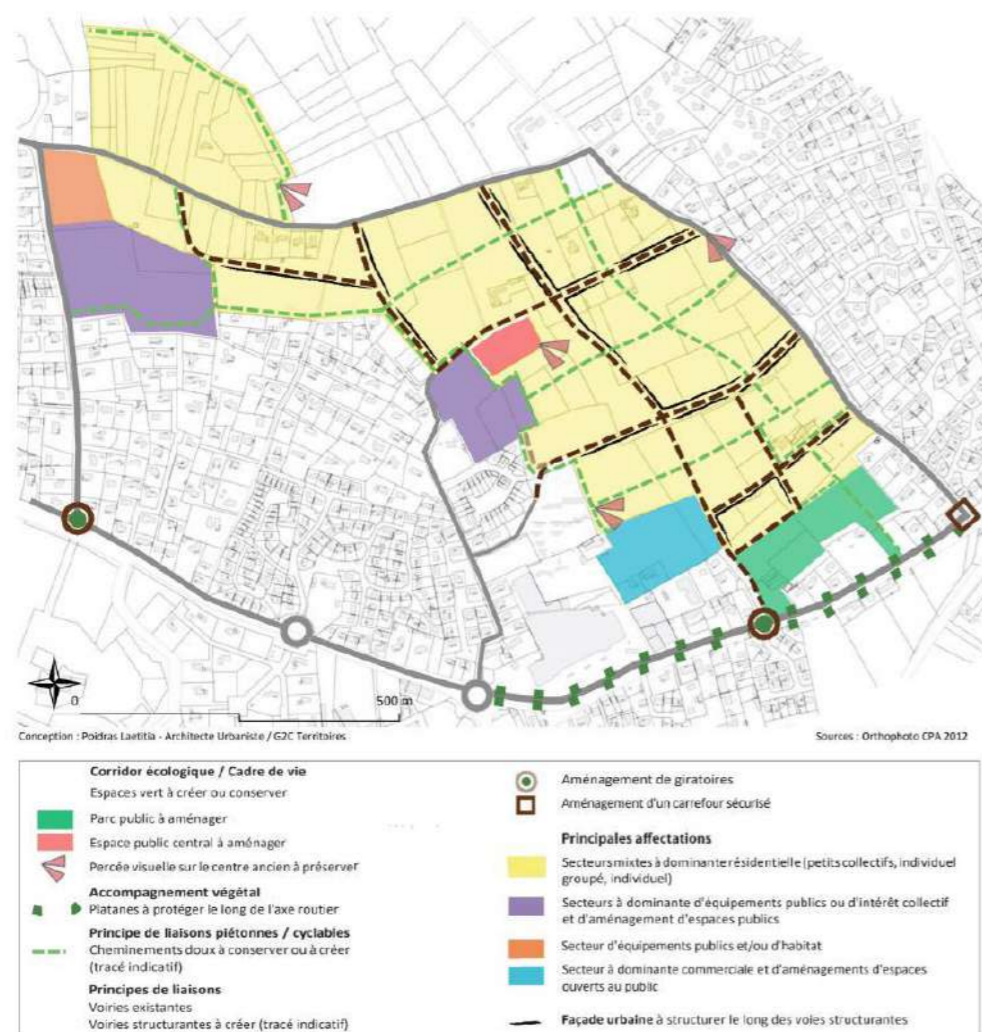 0
500 m
Conception : Poidras Laetitia - Architecte Urbaniste / G2C Territoires
Sources : Orthophoto CPA 2012
Corridor écologique / Cadre de vie
Espaces vert à créer ou conserver
Parc public à aménager
Espace public central à aménager
Percée visuelle sur le centre ancien à préserver
Accompagnement végétal
Platanes à protéger le long de l'axe routier
Principe de liaisons piétonnes / cyclables
Cheminements doux à conserver ou à créer
(tracé indicatif)
Principes de liaison
Voiries existantes
Voiries structurantes à créer (tracé indicatif)
Aménagement de giratoires
Aménagement d'un carrefour sécurisé
Principales affectations
Secteurs mixtes à dominante résidentielle (petits collectifs, individuel
groupé, individuel)
Secteurs à dominante d'équipements publics ou d'intérêt collectif
et d'aménagement d'espaces publics
Secteur d'équipements publics et/ou d'habitat
Secteur à dominante commerciale et d'aménagements d'espaces
ouverts au public
Façade urbaine à structurer le long des voies structurantes